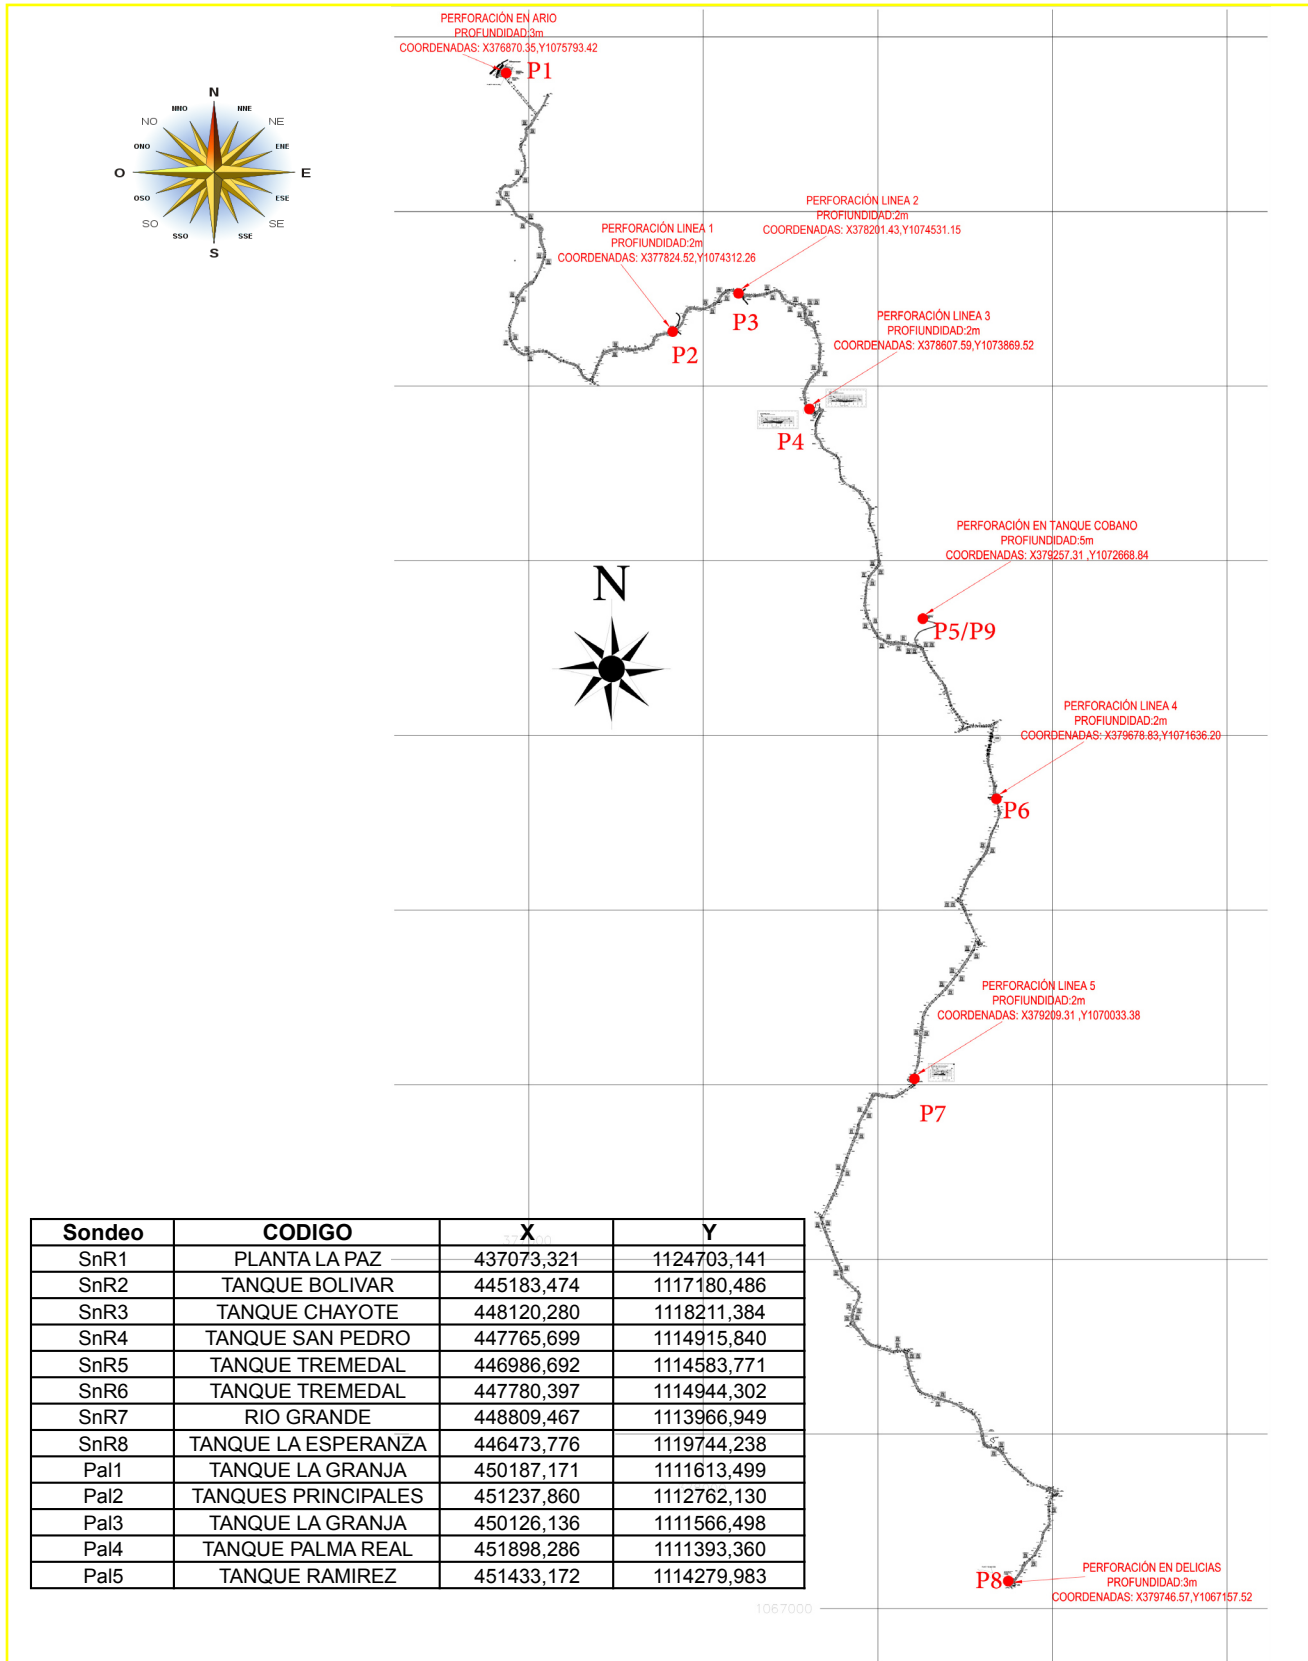 PERFORACIÓN EN ARIO
PROFUNDIDAD:3m
COORDENADAS: X376870.35,Y1075793.42
P1
N
NNO
NNE
NO
NE
ONO
ENE
O
E
OSO
ESE
SO
SE
SSO
SSE
S
PERFORACIÓN LINEA 2
PROFIUNDIDAD:2m
COORDENADAS: X378201.43,Y1074531.15
PERFORACIÓN LINEA 1
PROFIUNDIDAD:2m
COORDENADAS: X377824.52,Y1074312.26
P3
P2
PERFORACIÓN LINEA 3
PROFIUNDIDAD:2m
COORDENADAS: X378607.59,Y1073869.52
P4
PERFORACIÓN EN TANQUE COBANO
PROFIUNDIDAD:5m
COORDENADAS: X379257.31 ,Y1072668.84
N
P5/P9
PERFORACIÓN LINEA 4
PROFIUNDIDAD:2m
COORDENADAS: X379678.83,Y1071636.20
P6
PERFORACIÓN LINEA 5
PROFIUNDIDAD:2m
COORDENADAS: X379209.31 ,Y1070033.38
P7
Sondeo CODIGO X Y
SnR1 PLANTA LA PAZ 437073,321 1124703,141
SnR2 TANQUE BOLIVAR 445183,474 1117180,486
SnR3 TANQUE CHAYOTE 448120,280 1118211,384
SnR4 TANQUE SAN PEDRO 447765,699 1114915,840
SnR5 TANQUE TREMEDAL 446986,692 1114583,771
SnR6 TANQUE TREMEDAL 447780,397 1114944,302
SnR7 RIO GRANDE 448809,467 1113966,949
SnR8 TANQUE LA ESPERANZA 446473,776 1119744,238
Pal1 TANQUE LA GRANJA 450187,171 1111613,499
Pal2 TANQUES PRINCIPALES 451237,860 1112762,130
Pal3 TANQUE LA GRANJA 450126,136 1111566,498
Pal4 TANQUE PALMA REAL 451898,286 1111393,360
Pal5 TANQUE RAMIREZ 451433,172 1114279,983
P8
PERFORACIÓN EN DELICIAS
PROFUNDIDAD:3m
COORDENADAS: X379746.57,Y1067157.52
1067000